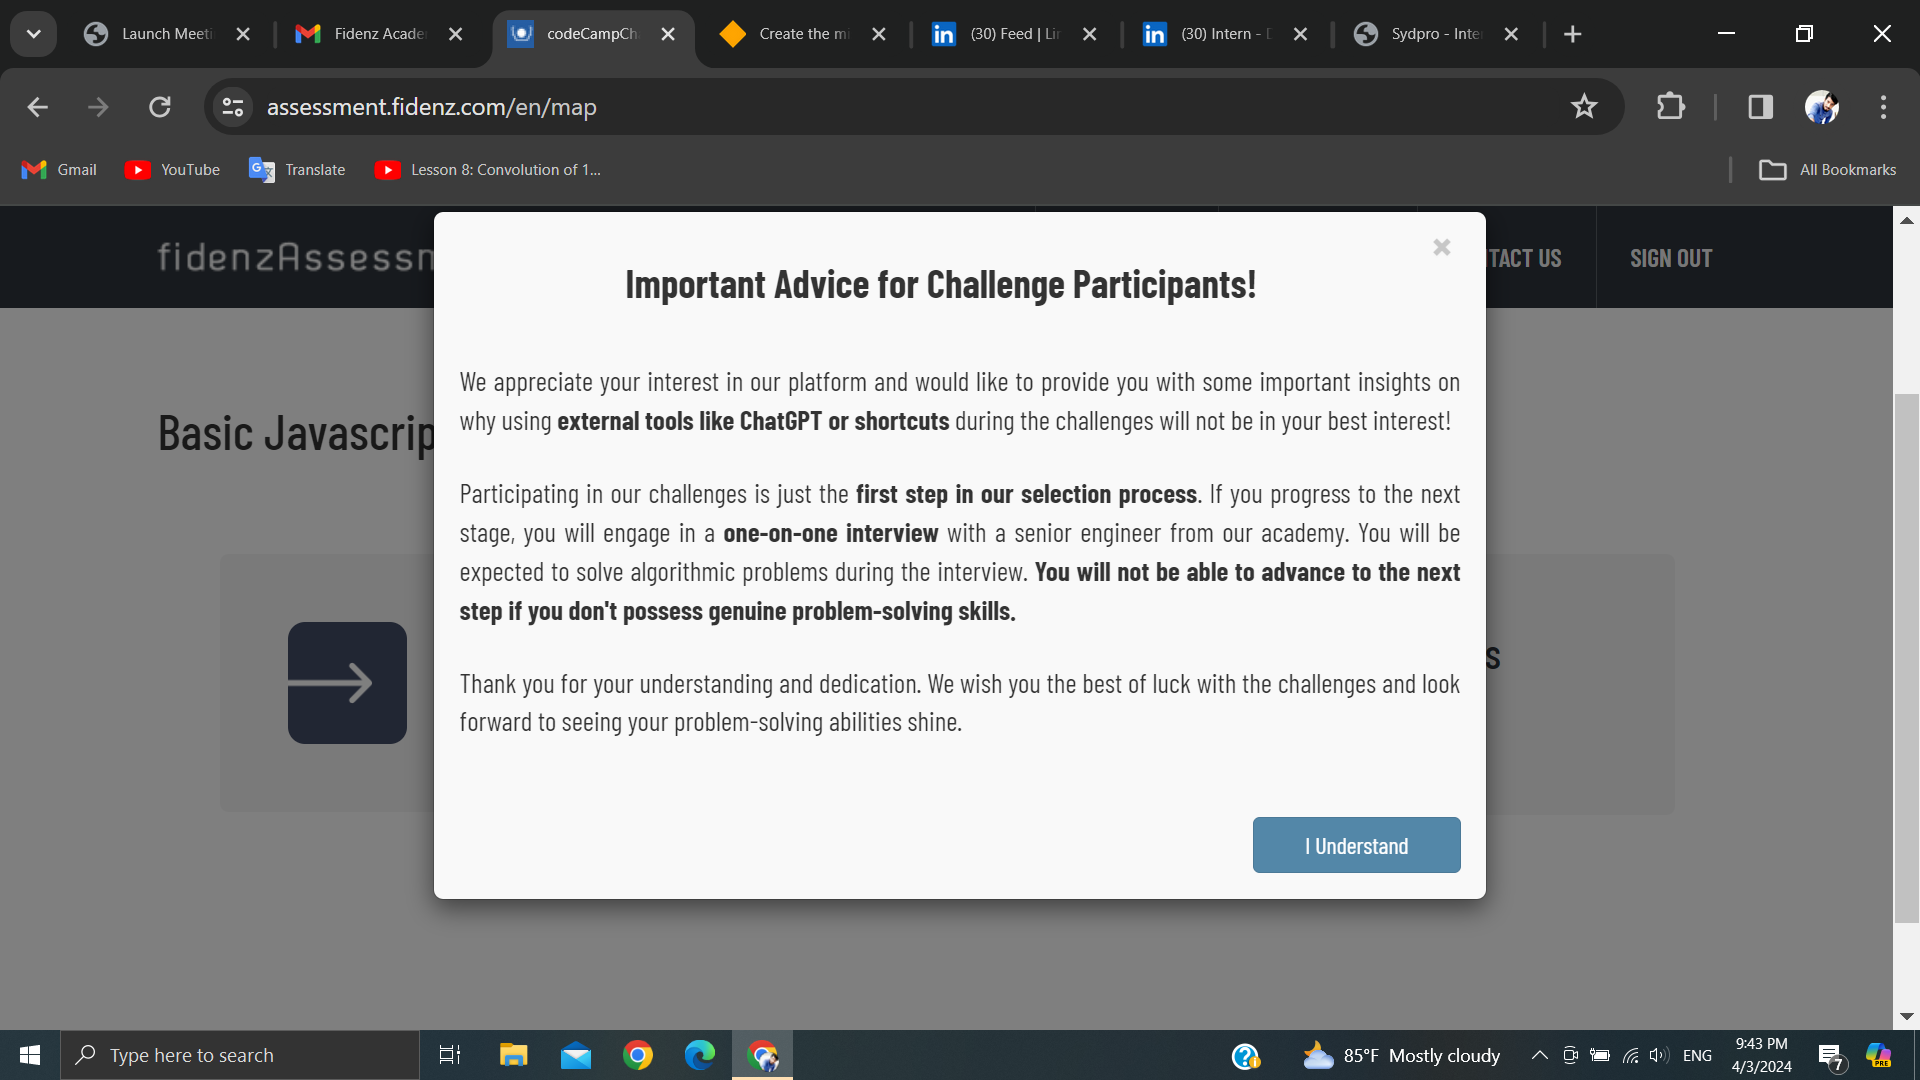 Launch Meeti
Fidenz Acade
codeCampCh
Create the mi
(30) Feed | Li
(30) Intern -
Sydpro - Inte
assessment.fidenz.com/en/map
Gmail
YouTube
Translate
Lesson 8: Convolution of 1...
All Bookmarks
fidenzAssessm
TACT US
SIGN OUT
Important Advice for Challenge Participants!
We appreciate your interest in our platform and would like to provide you with some important insights on
why using external tools like ChatGPT or shortcuts during the challenges will not be in your best interest!
Basic Javascrip
Participating in our challenges is just the first step in our selection process. If you progress to the next
stage, you will engage in a one-on-one interview with a senior engineer from our academy. You will be
expected to solve algorithmic problems during the interview. You will not be able to advance to the next
step if you don't possess genuine problem-solving skills.
s
Thank you for your understanding and dedication. We wish you the best of luck with the challenges and look
forward to seeing your problem-solving abilities shine.
I Understand
Type here to search
85°F Mostly cloudy
ENG
9:43 PM
4/3/2024
7
PRE